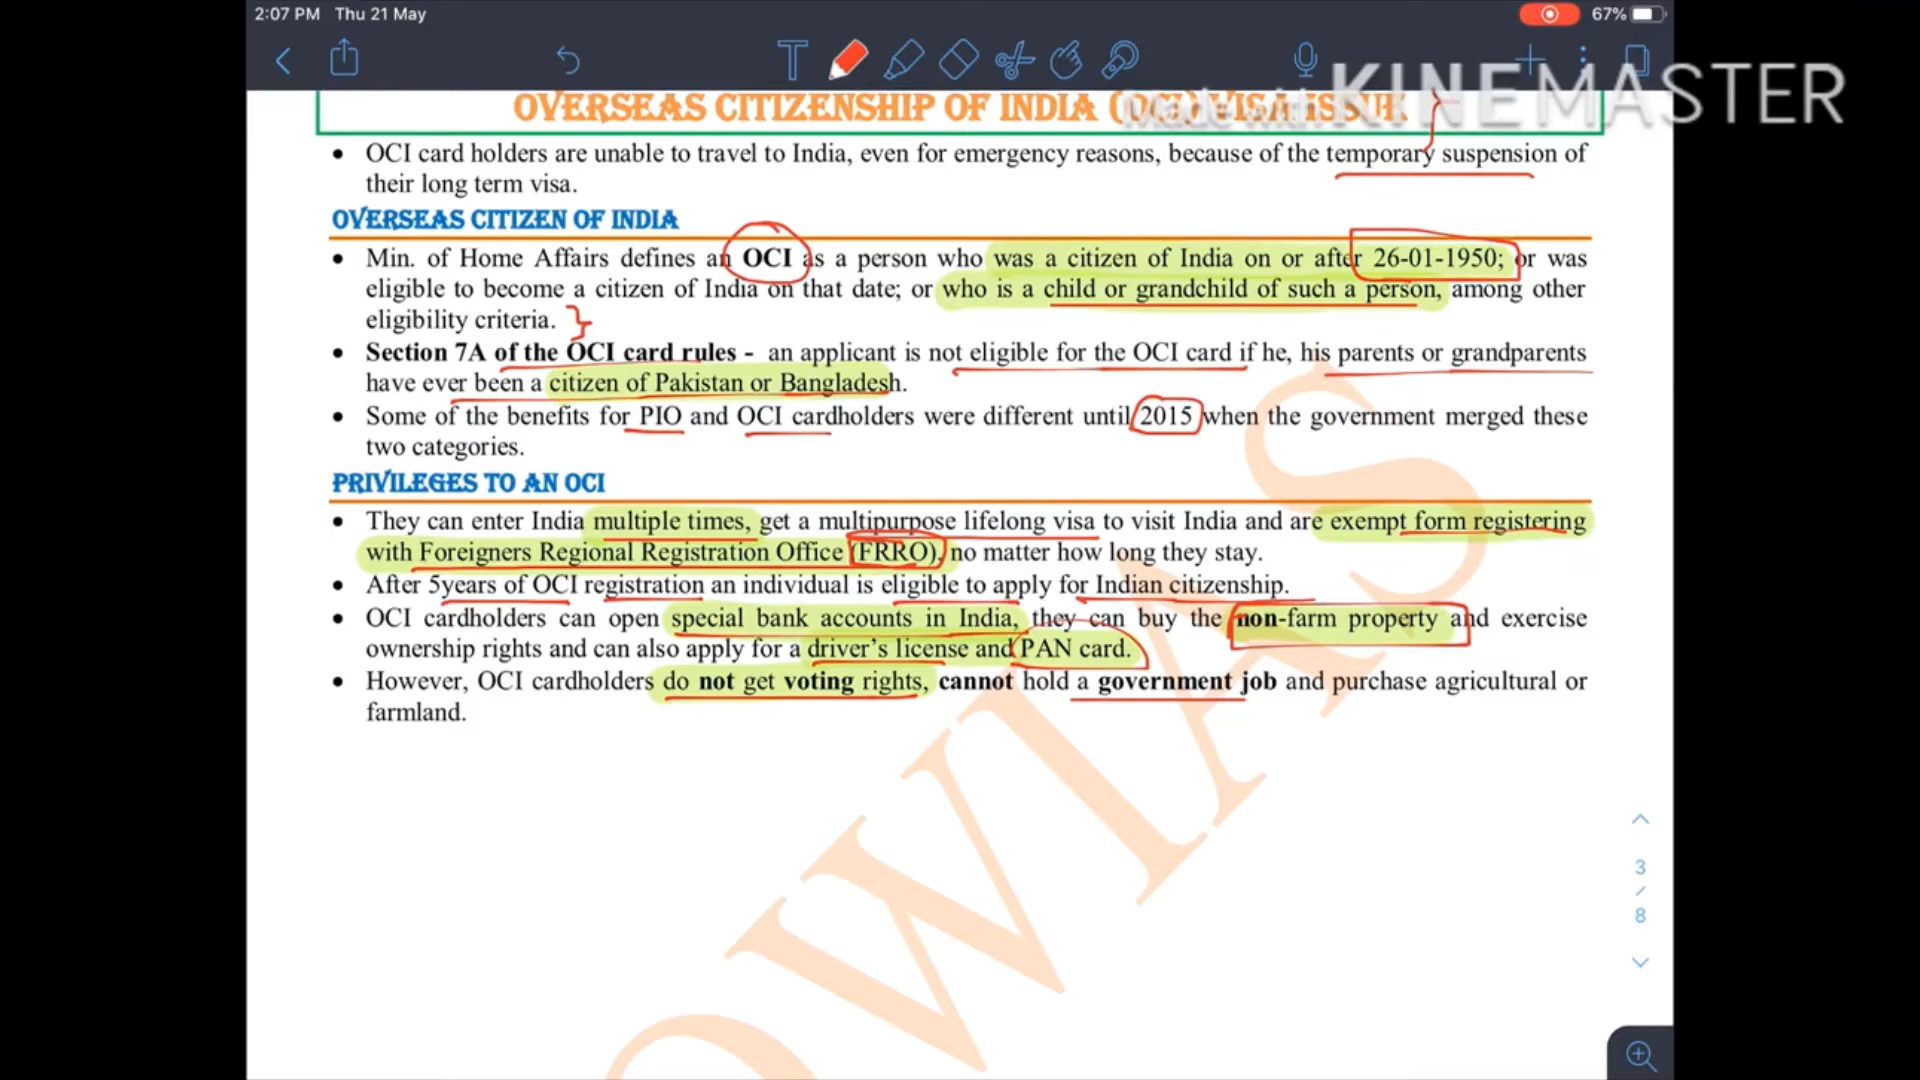 2:07 PM Thu 21 May
67%
KINEMASTER
Made with
OVERSEAS CITIZENSHIP OF INDIA (OCI) VISA ISSUE
• OCI card holders are unable to travel to India, even for emergency reasons, because of the temporary suspension of
their long term visa.
OVERSEAS CITIZEN OF INDIA
• Min. of Home Affairs defines an OCI as a person who was a citizen of India on or after 26-01-1950; or was
eligible to become a citizen of India on that date; or who is a child or grandchild of such a person, among other
eligibility criteria.
• Section 7A of the OCI card rules - an applicant is not eligible for the OCI card if he, his parents or grandparents
have ever been a citizen of Pakistan or Bangladesh.
• Some of the benefits for PIO and OCI cardholders were different until 2015 when the government merged these
two categories.
PRIVILEGES TO AN OCI
• They can enter India multiple times, get a multipurpose lifelong visa to visit India and are exempt form registering
with Foreigners Regional Registration Office (FRRO), no matter how long they stay.
• After 5years of OCI registration an individual is eligible to apply for Indian citizenship.
• OCI cardholders can open special bank accounts in India, they can buy the non-farm property and exercise
ownership rights and can also apply for a driver's license and PAN card.
• However, OCI cardholders do not get voting rights, cannot hold a government job and purchase agricultural or
farmland.
OWIAS
3
/
8